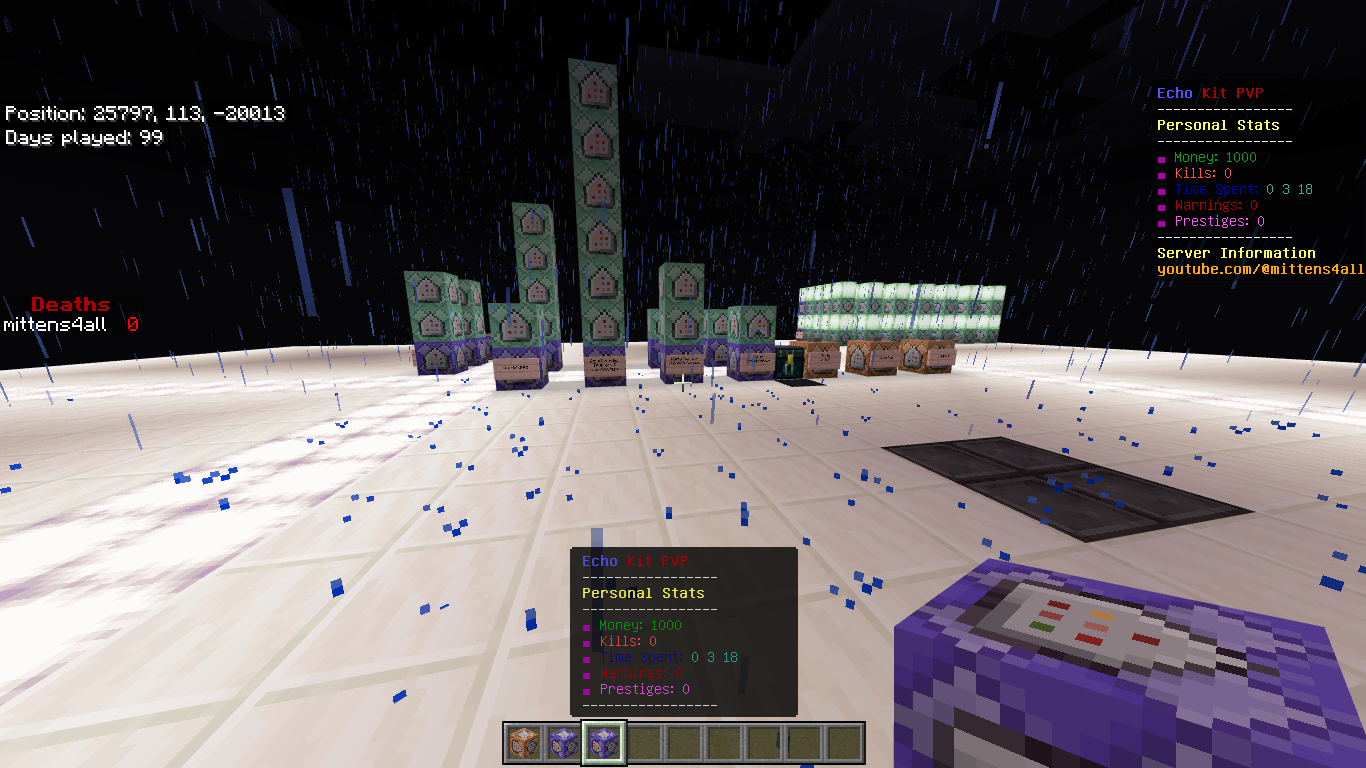 Position: 25797, 113, -20013
Days played: 99
Deaths
mittens4all 0
Echo Kit PVP
-----------------
Personal Stats
-----------------
Money: 1000
Kills: 0
Time Spent: 0 3 18
Warnings: 0
Prestiges: 0
-----------------
Server Information
youtube.com/@mittens4all
Echo Kit PVP
-----------------
Personal Stats
-----------------
Money: 1000
Kills: 0
Time Spent: 0 3 18
Warnings: 0
Prestiges: 0
-----------------